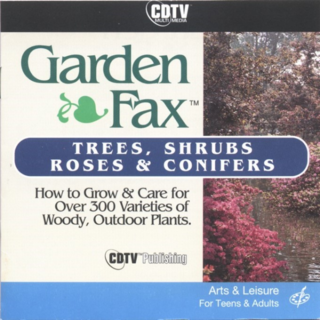 CDTV
MULTIMEDIA
Garden
Fax™
TREES, SHRUBS
ROSES & CONIFERS
How to Grow & Care for
Over 300 Varieties of
Woody, Outdoor Plants.
CDTV Publishing
Arts & Leisure
For Teens & Adults